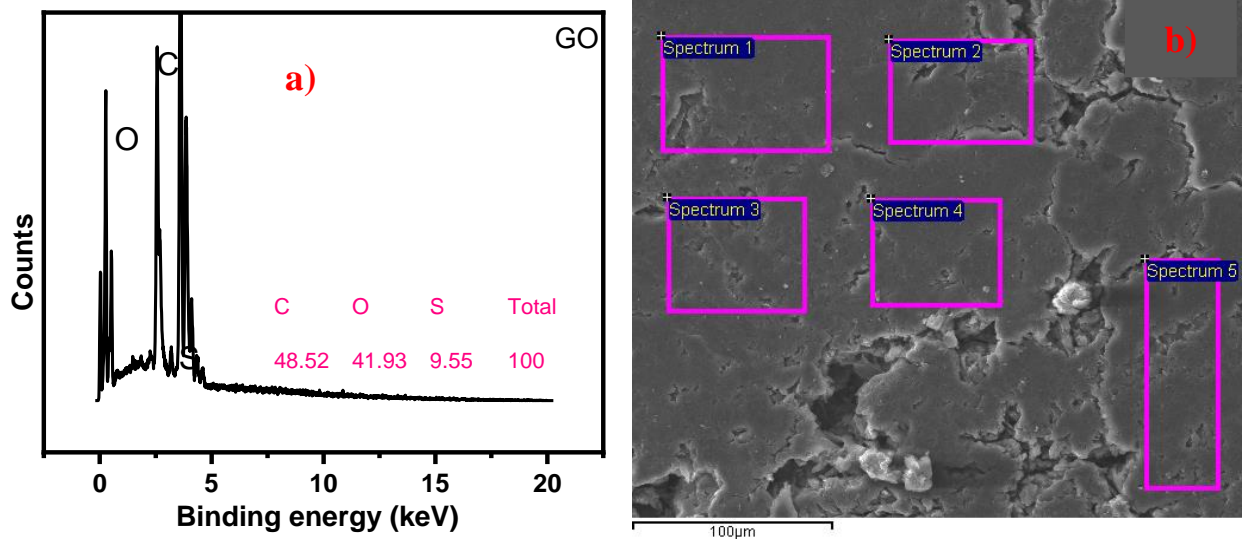 GO
C
a)
O
S
C O S Total
48.52 41.93 9.55 100
Counts
0 5 10 15 20
Binding energy (keV)
b)
Spectrum 1
Spectrum 2
Spectrum 3
Spectrum 4
Spectrum 5
100µm